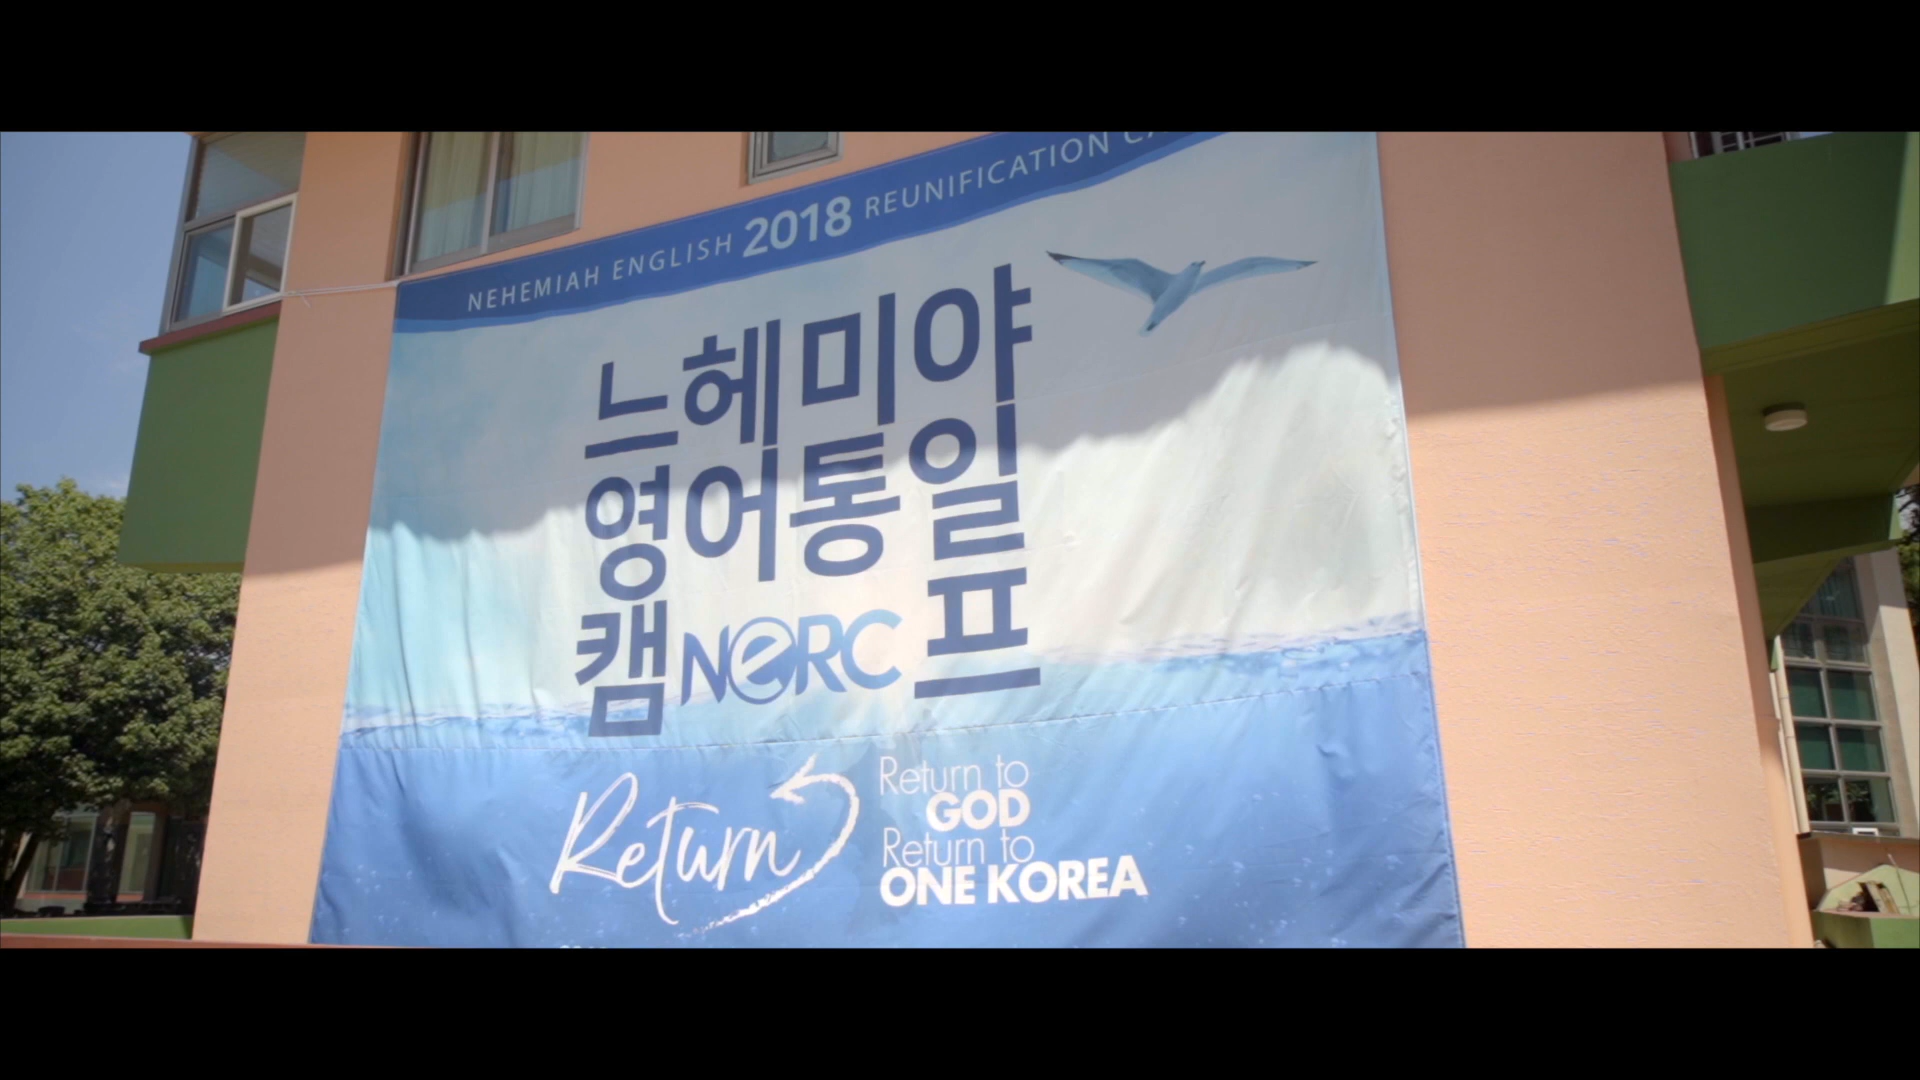 NEHEMIAH ENGLISH 2018 REUNIFICATION
느헤미야
영어통일
캠 NeRC 프
Return
Return to
GOD
Return to
ONE KOREA